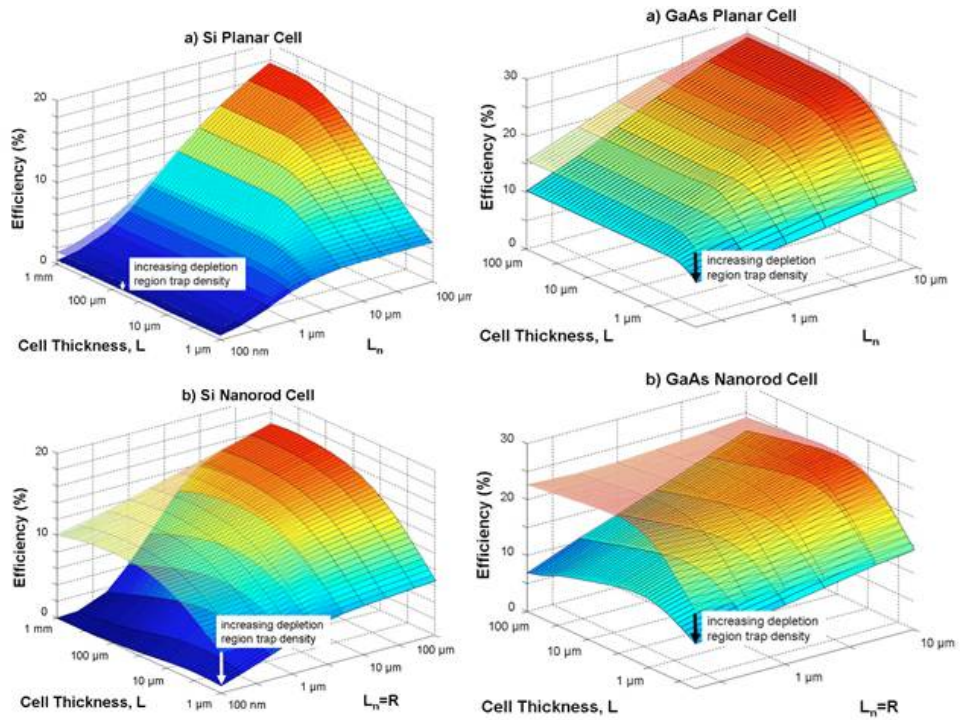 a) Si Planar Cell
20
10
0
Efficiency (%)
1 mm
100 μm
10 μm
1 μm
Cell Thickness, L
increasing depletion
region trap density
100 nm
1 μm
10 μm
100 μm
Lₙ
a) GaAs Planar Cell
30
20
10
0
Efficiency (%)
100 μm
10 μm
1 μm
Cell Thickness, L
increasing depletion
region trap density
1 μm
10 μm
Lₙ
b) Si Nanorod Cell
20
10
0
Efficiency (%)
1 mm
100 μm
10 μm
1 μm
Cell Thickness, L
increasing depletion
region trap density
100 nm
1 μm
10 μm
100 μm
Lₙ=R
b) GaAs Nanorod Cell
30
20
10
0
Efficiency (%)
100 μm
10 μm
1 μm
Cell Thickness, L
increasing depletion
region trap density
1 μm
10 μm
Lₙ=R